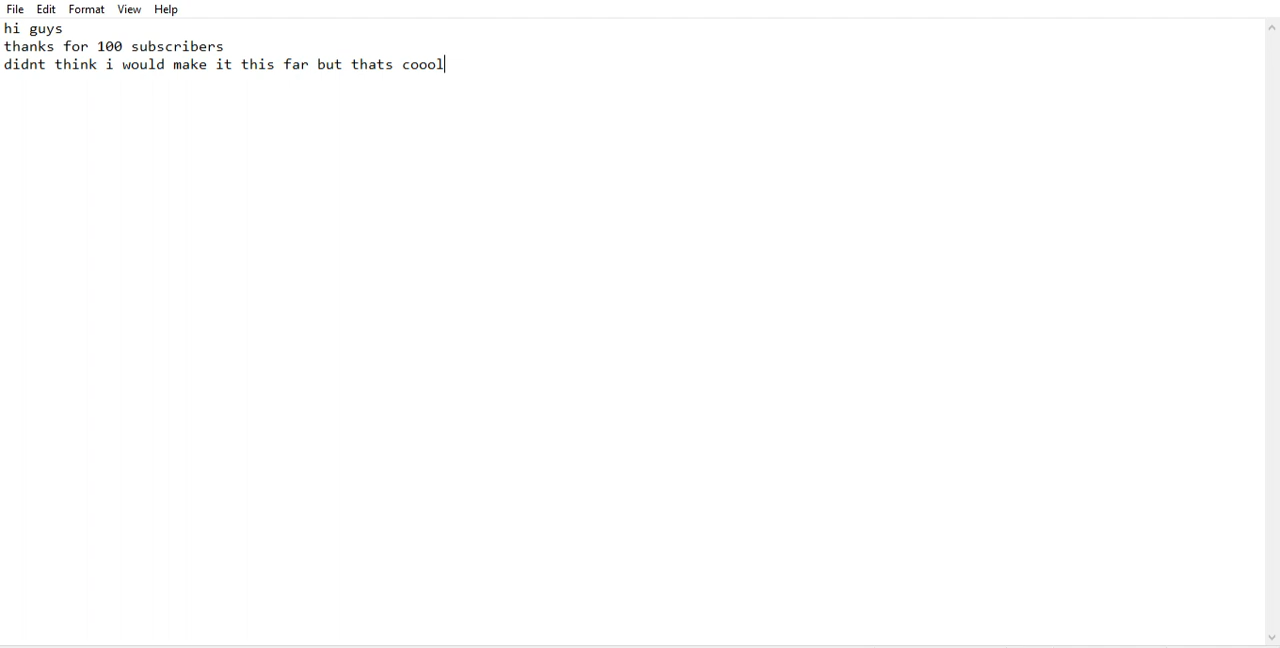 File Edit Format View Help
hi guys
thanks for 100 subscribers
didnt think i would make it this far but thats coool